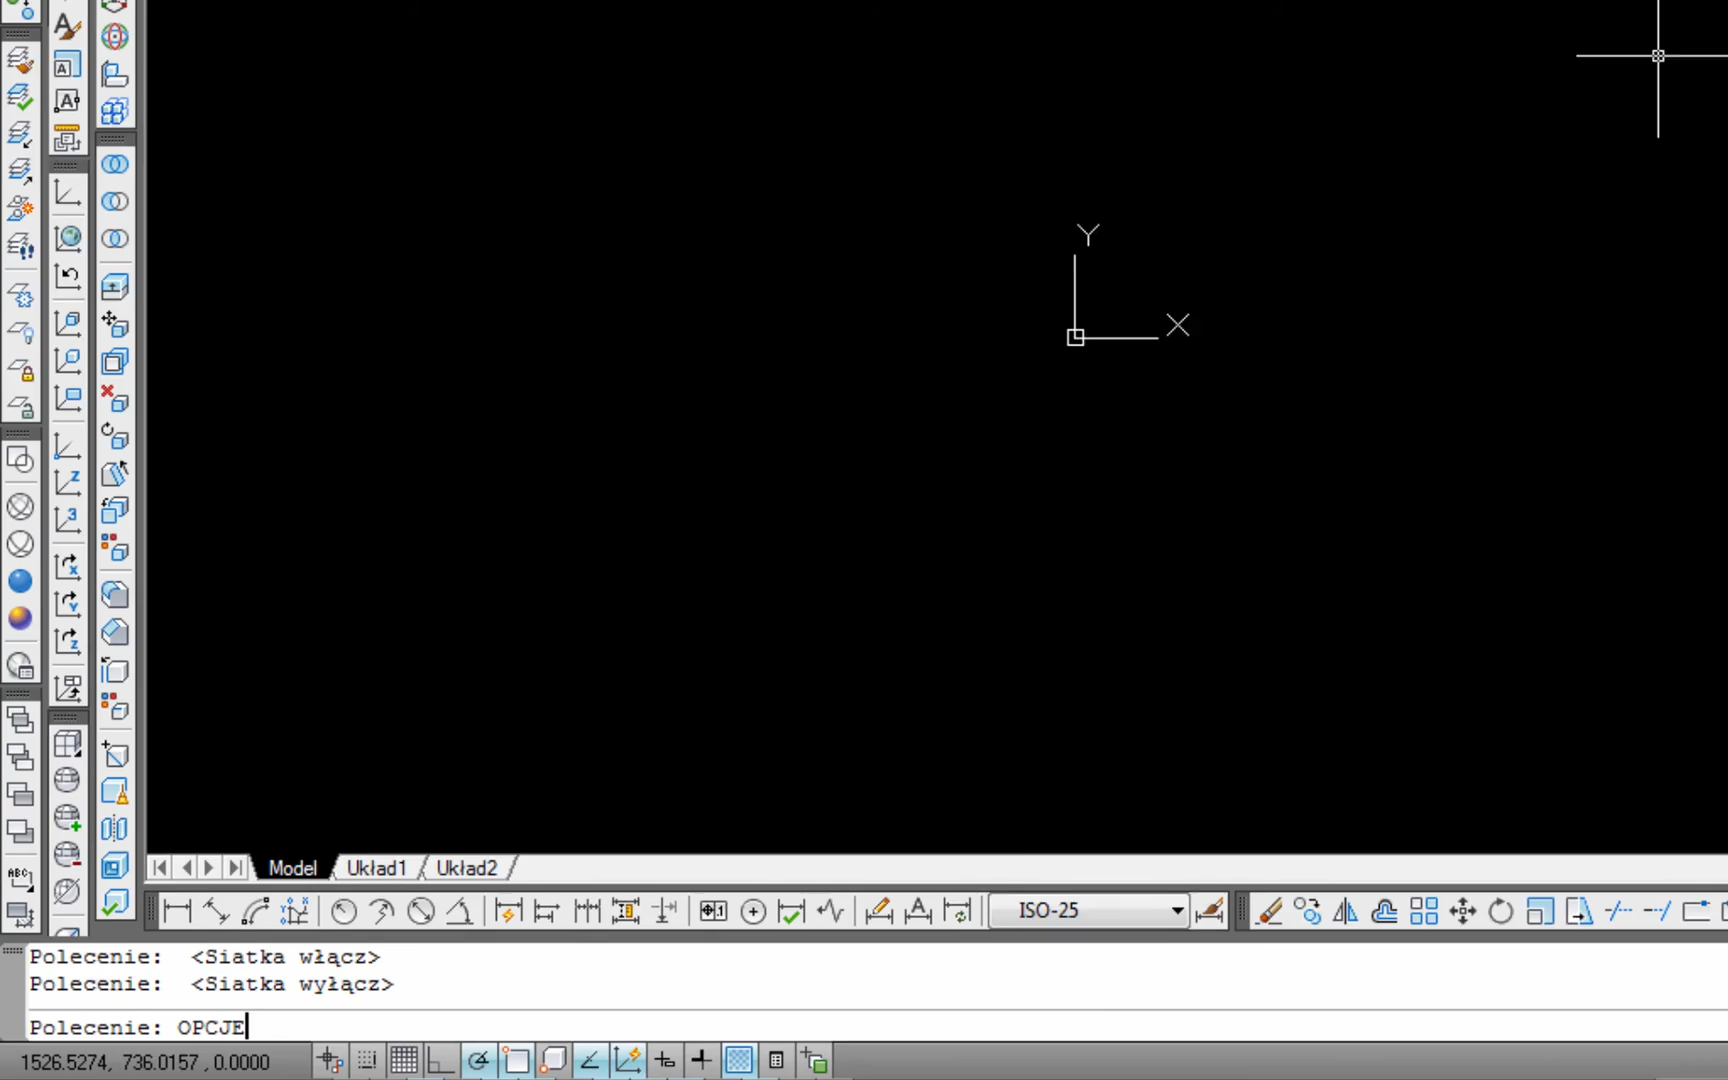 Y
X
Model
Układ1
Układ2
ISO-25
Polecenie:  <Siatka włącz>
Polecenie:  <Siatka wyłącz>
Polecenie: OPCJE
1526.5274, 736.0157 , 0.0000